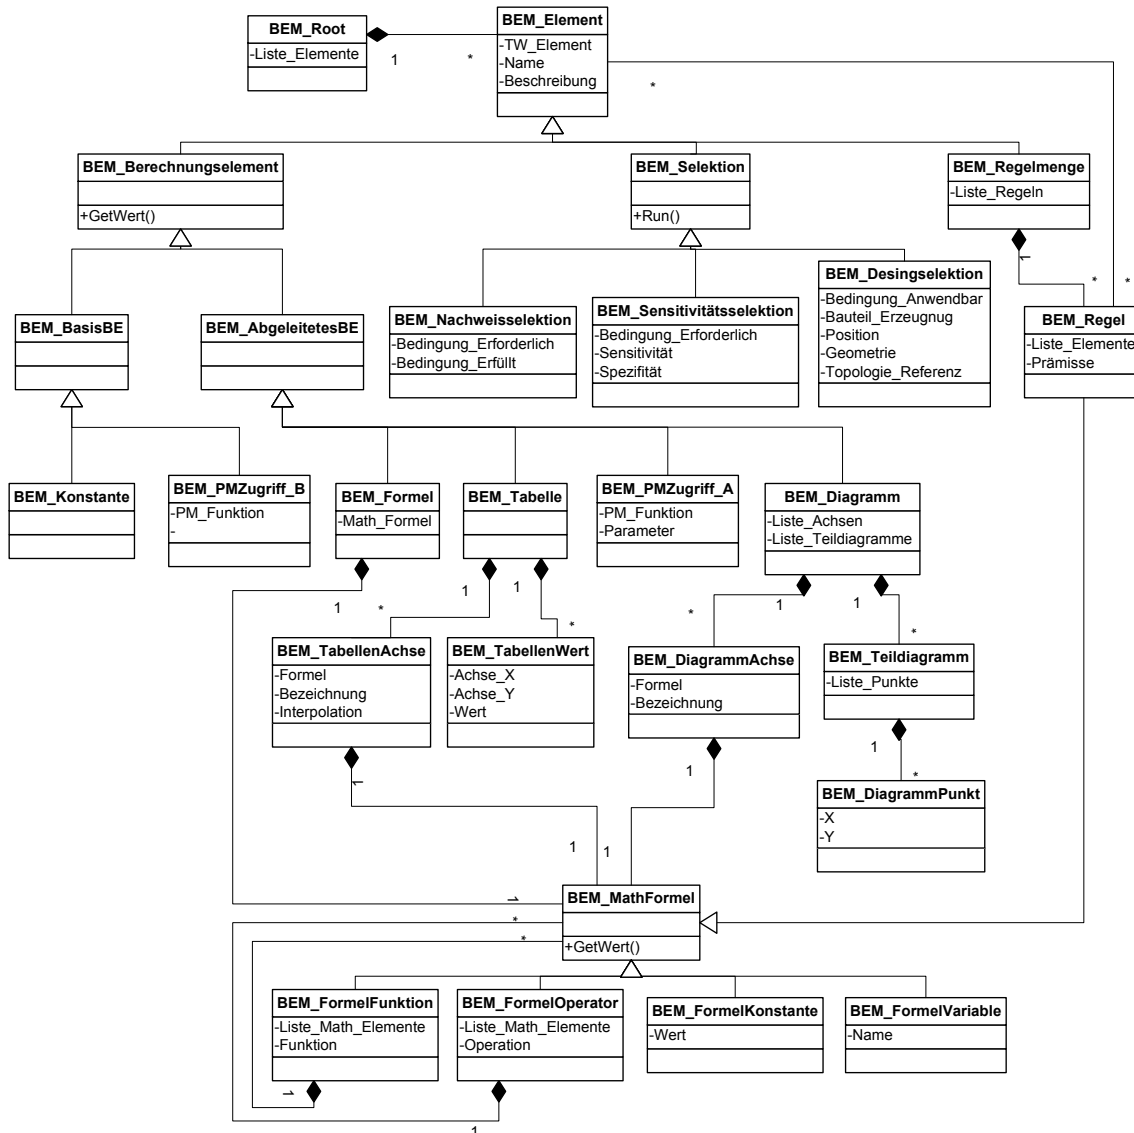 BEM_Root
-Liste_Elemente
1
*
BEM_Element
-TW_Element
-Name
-Beschreibung
*
*
BEM_Berechnungselement
+GetWert()
BEM_Selektion
+Run()
BEM_Regelmenge
-Liste_Regeln
1
*
BEM_BasisBE
BEM_AbgeleitetesBE
BEM_Nachweisselektion
-Bedingung_Erforderlich
-Bedingung_Erfüllt
BEM_Sensitivitätsselektion
-Bedingung_Erforderlich
-Sensitivität
-Spezifität
BEM_Desingselektion
-Bedingung_Anwendbar
-Bauteil_Erzeugnug
-Position
-Geometrie
-Topologie_Referenz
BEM_Regel
-Liste_Elemente
-Prämisse
BEM_Konstante
BEM_PMZugriff_B
-PM_Funktion
-
BEM_Formel
-Math_Formel
1
BEM_Tabelle
1
1
*
*
BEM_PMZugriff_A
-PM_Funktion
-Parameter
BEM_Diagramm
-Liste_Achsen
-Liste_Teildiagramme
1
1
*
*
BEM_TabellenAchse
-Formel
-Bezeichnung
-Interpolation
1
BEM_TabellenWert
-Achse_X
-Achse_Y
-Wert
BEM_DiagrammAchse
-Formel
-Bezeichnung
1
BEM_Teildiagramm
-Liste_Punkte
1
*
BEM_DiagrammPunkt
-X
-Y
1
1
1
*
*
BEM_MathFormel
+GetWert()
BEM_FormelFunktion
-Liste_Math_Elemente
-Funktion
1
BEM_FormelOperator
-Liste_Math_Elemente
-Operation
1
BEM_FormelKonstante
-Wert
BEM_FormelVariable
-Name